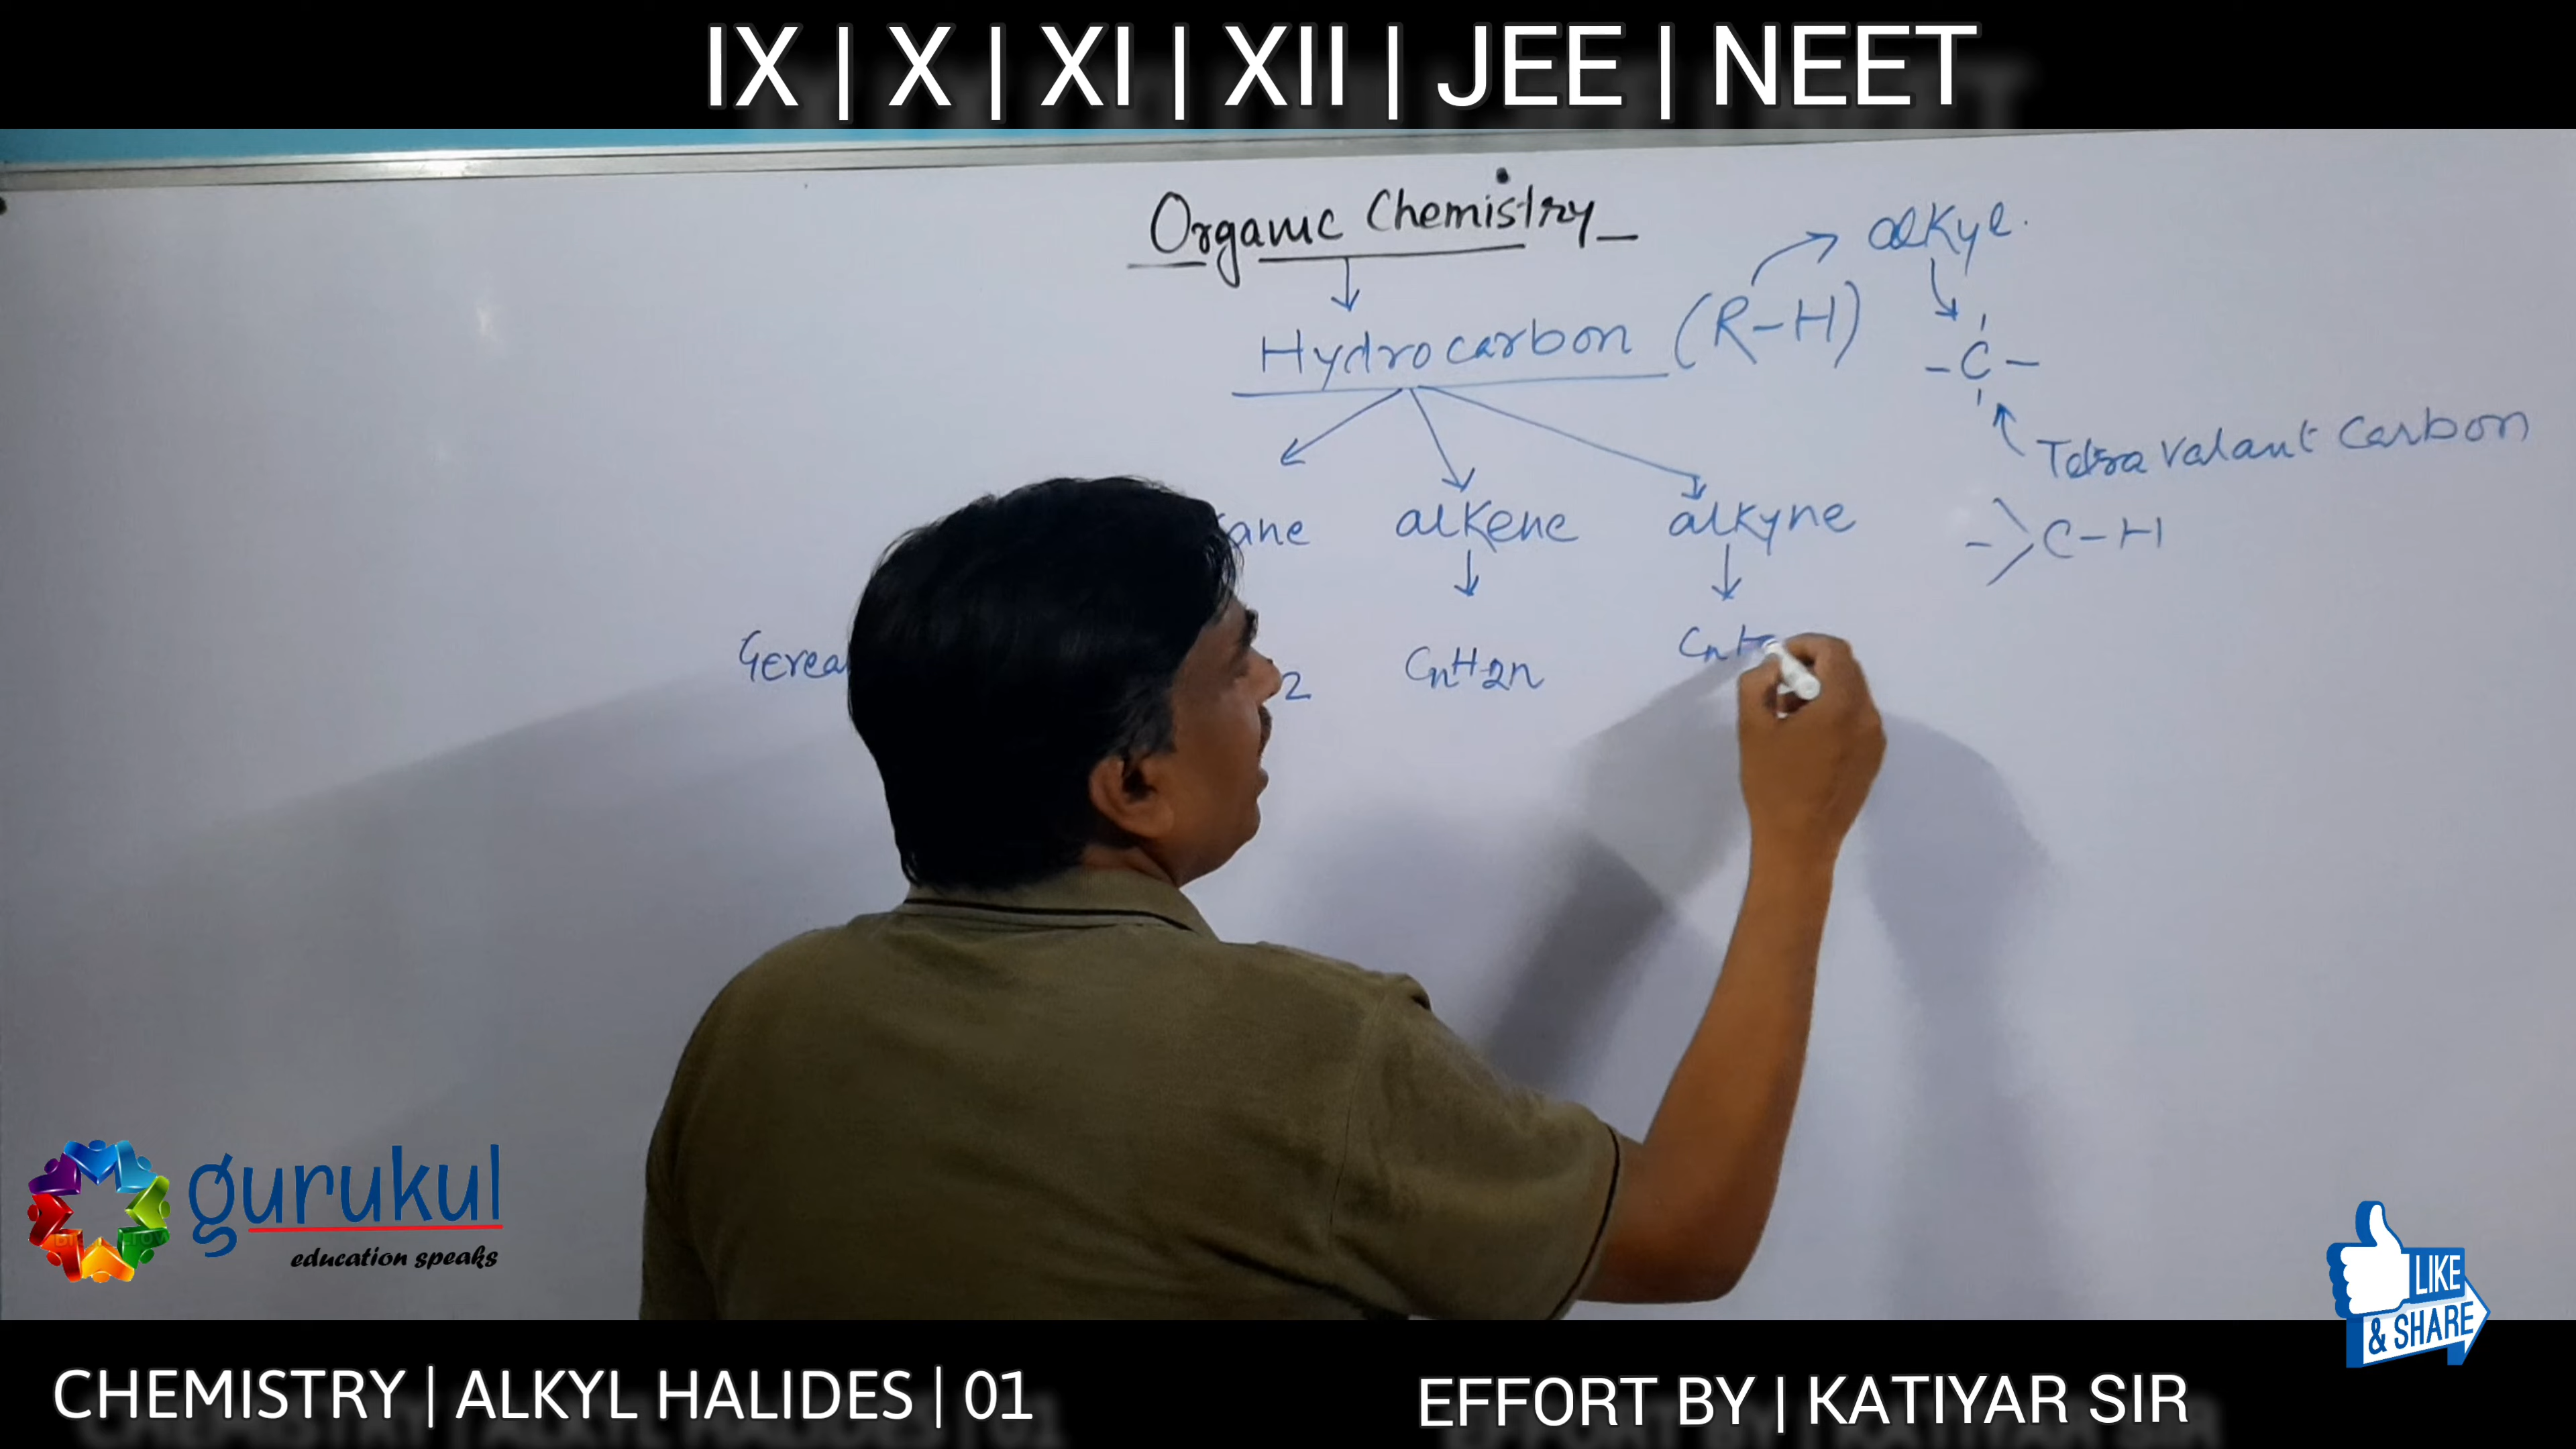 IX | X | XI | XII | JEE | NEET
Organic Chemistry
alkyl.
Hydrocarbon (R-H)
-C-
Tetra valant Carbon
ane alkene alkyne
C-H
CnH2n
2
gurukul
education speaks
LIKE
& SHARE
CHEMISTRY | ALKYL HALIDES | 01
EFFORT BY | KATIYAR SIR